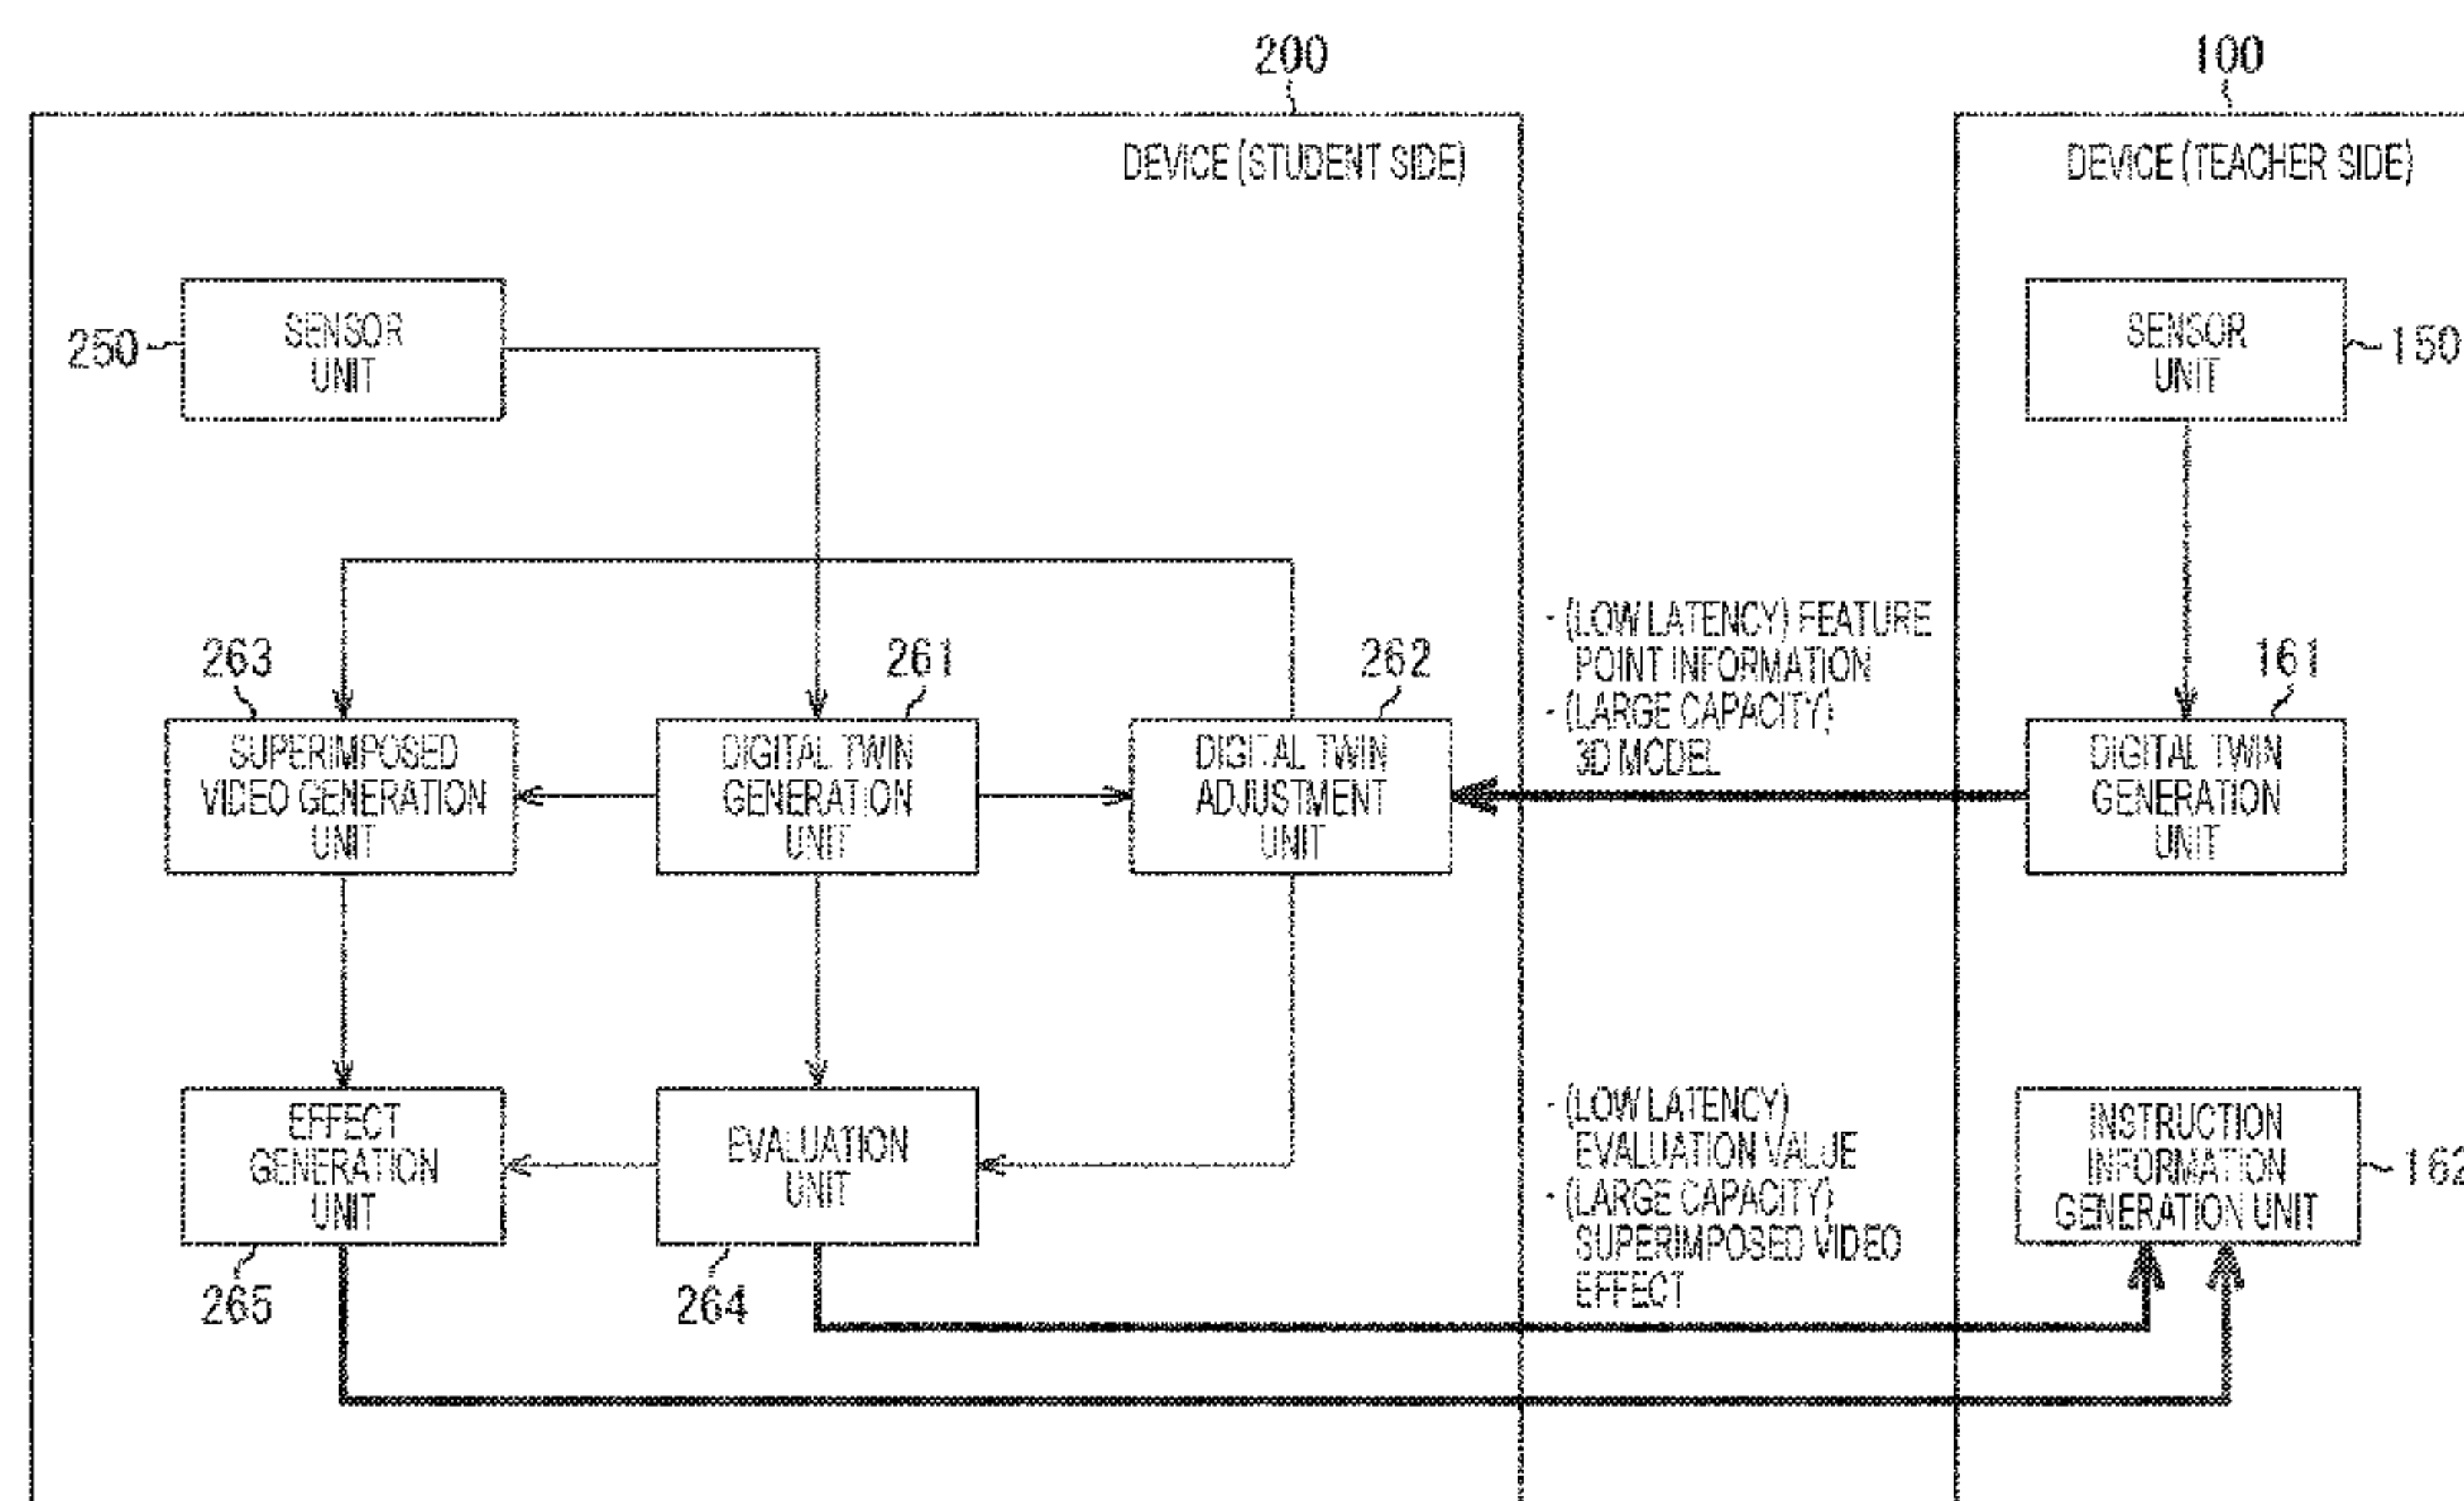 200
100
DEVICE (STUDENT SIDE)
DEVICE (TEACHER SIDE)
250
SENSOR
UNIT
SENSOR
UNIT
150
263
261
262
- (LOW LATENCY) FEATURE
POINT INFORMATION
- (LARGE CAPACITY)
3D MODEL
161
SUPERIMPOSED
VIDEO GENERATION
UNIT
DIGITAL TWIN
GENERATION
UNIT
DIGITAL TWIN
ADJUSTMENT
UNIT
DIGITAL TWIN
GENERATION
UNIT
EFFECT
GENERATION
UNIT
265
EVALUATION
UNIT
264
- (LOW LATENCY)
EVALUATION VALUE
- (LARGE CAPACITY)
SUPERIMPOSED VIDEO
EFFECT
INSTRUCTION
INFORMATION
GENERATION UNIT
162